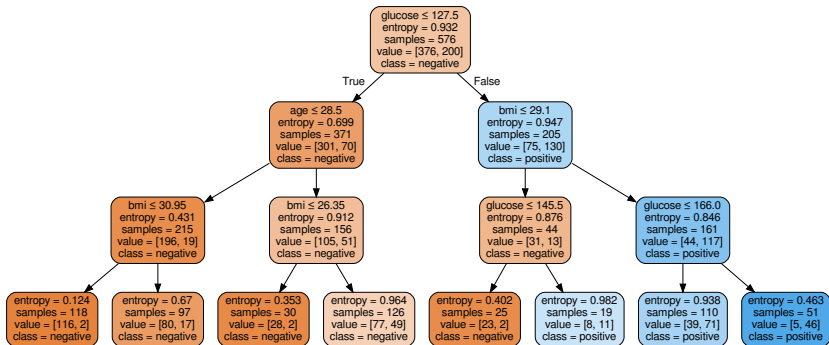 glucose ≤ 127.5
entropy = 0.932
samples = 576
value = [376, 200]
class = negative
True
False
age ≤ 28.5
entropy = 0.699
samples = 371
value = [301, 70]
class = negative
bmi ≤ 29.1
entropy = 0.947
samples = 205
value = [75, 130]
class = positive
bmi ≤ 30.95
entropy = 0.431
samples = 215
value = [196, 19]
class = negative
bmi ≤ 26.35
entropy = 0.912
samples = 156
value = [105, 51]
class = negative
glucose ≤ 145.5
entropy = 0.876
samples = 44
value = [31, 13]
class = negative
glucose ≤ 166.0
entropy = 0.846
samples = 161
value = [44, 117]
class = positive
entropy = 0.124
samples = 118
value = [116, 2]
class = negative
entropy = 0.67
samples = 97
value = [80, 17]
class = negative
entropy = 0.353
samples = 30
value = [28, 2]
class = negative
entropy = 0.964
samples = 126
value = [77, 49]
class = negative
entropy = 0.402
samples = 25
value = [23, 2]
class = negative
entropy = 0.982
samples = 19
value = [8, 11]
class = positive
entropy = 0.938
samples = 110
value = [39, 71]
class = positive
entropy = 0.463
samples = 51
value = [5, 46]
class = positive